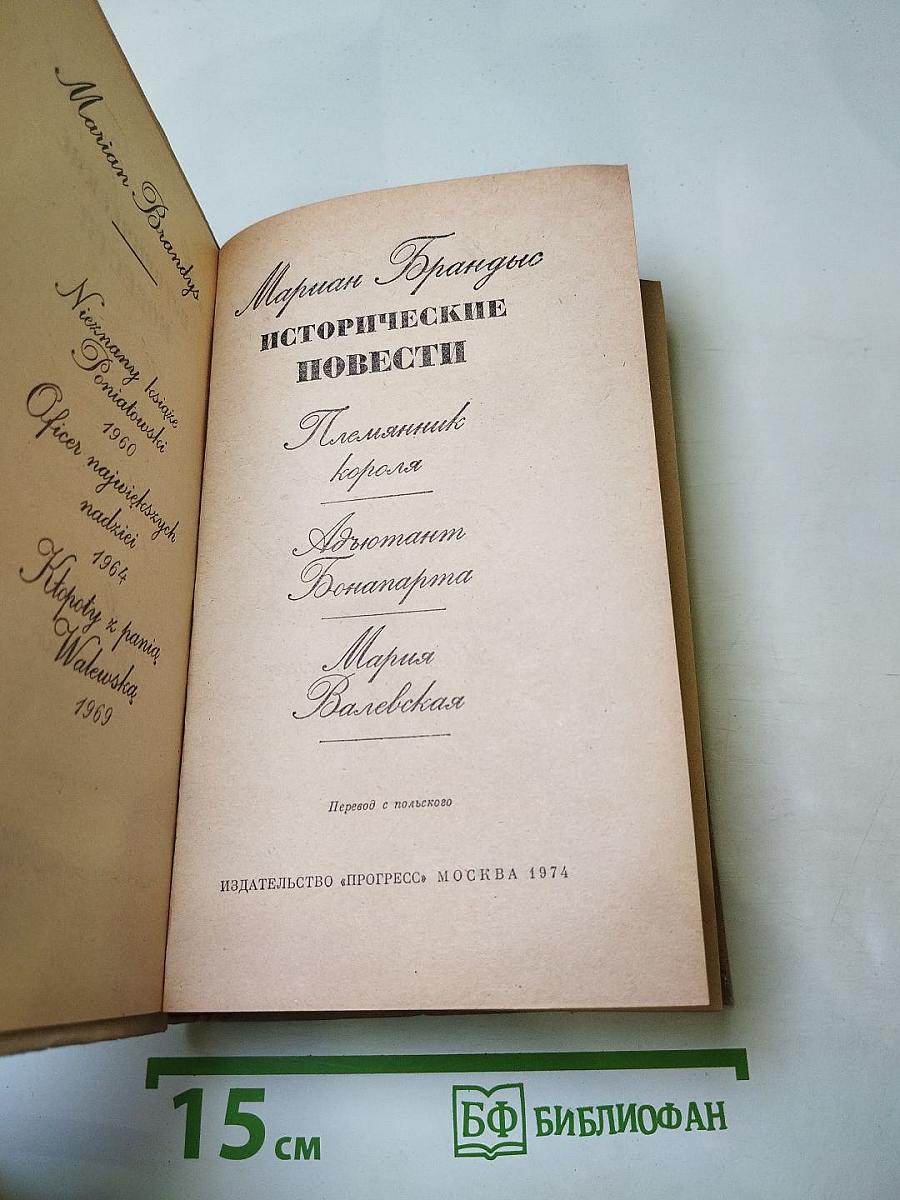 Marian Brandys
Nieznany książe
Poniatowski
1960
Oficer największych
nadziei
1964
Kłopoty z panią
Walewską
1969
Мариан Брандыс
ИСТОРИЧЕСКИЕ
ПОВЕСТИ
Племянник
короля
Адъютант
Бонапарта
Мария
Валевская
Перевод с польского
ИЗДАТЕЛЬСТВО «ПРОГРЕСС» МОСКВА 1974
15 см
БФ БИБЛИОФАН